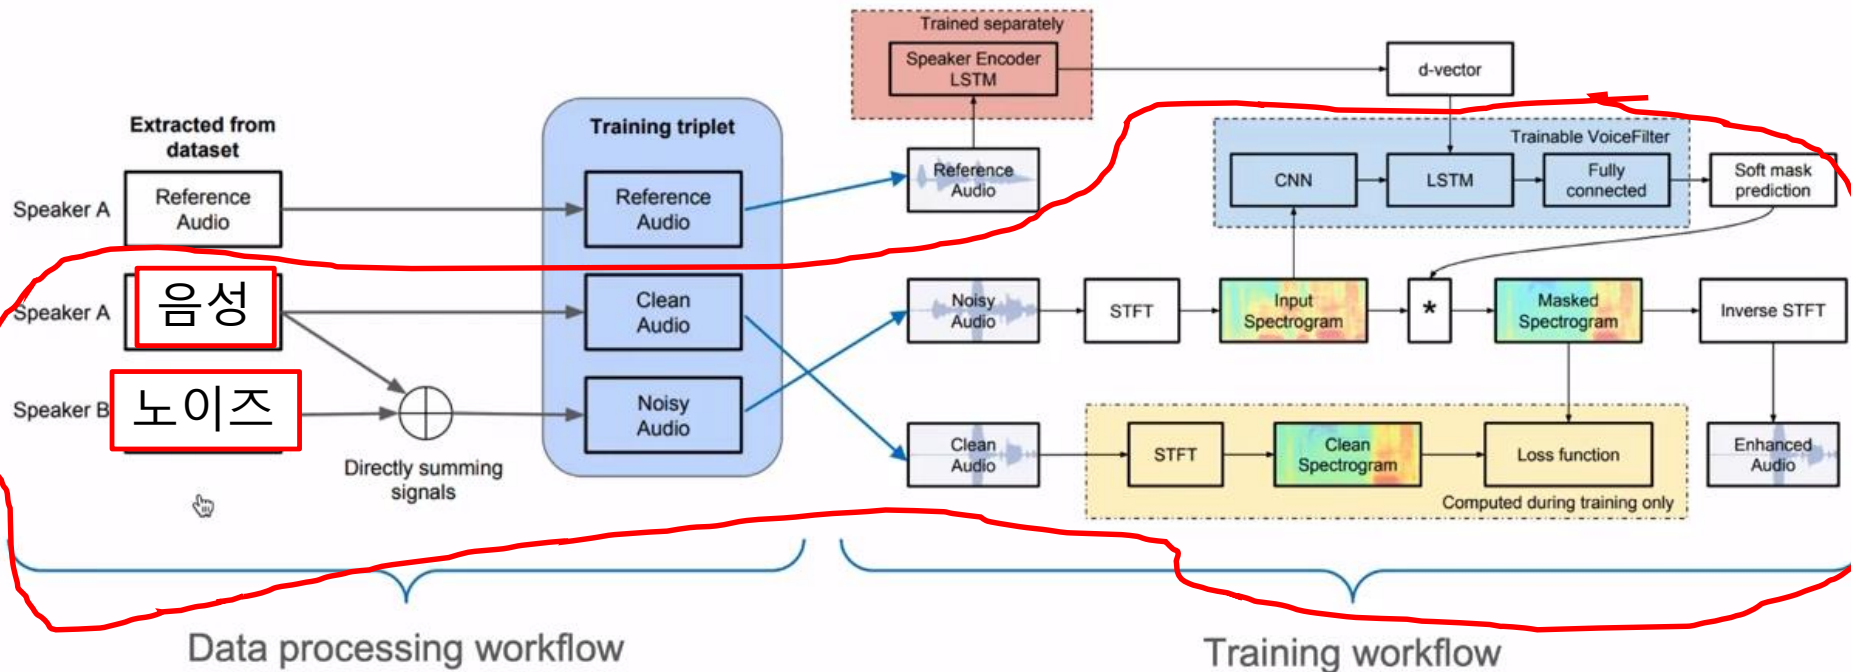 Extracted from
dataset
Speaker A
Reference
Audio
Speaker A
음성
Speaker B
노이즈
Directly summing
signals
Training triplet
Reference
Audio
Clean
Audio
Noisy
Audio
Data processing workflow
Trained separately
Speaker Encoder
LSTM
d-vector
Reference
Audio
Trainable VoiceFilter
CNN
LSTM
Fully
connected
Soft mask
prediction
Noisy
Audio
STFT
Input
Spectrogram
*
Masked
Spectrogram
Inverse STFT
Clean
Audio
STFT
Clean
Spectrogram
Loss function
Computed during training only
Enhanced
Audio
Training workflow